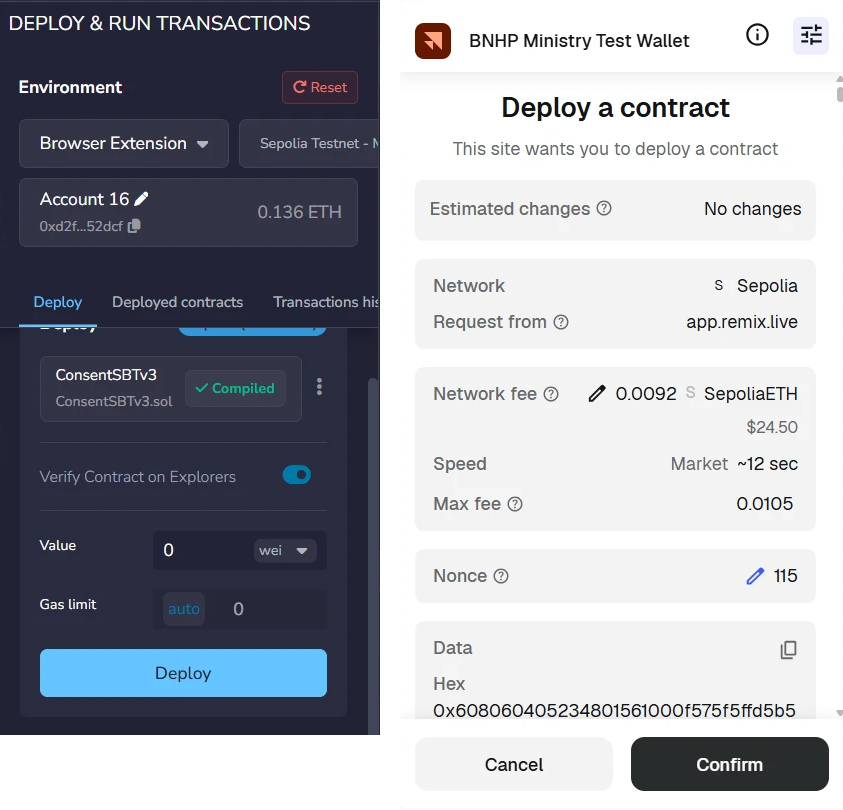 DEPLOY & RUN TRANSACTIONS
Environment
Reset
Browser Extension
Sepolia Testnet - M
Account 16
0xd2f...52dcf
0.136 ETH
Deploy
Deployed contracts
Transactions his
Deploy
ConsentSBTv3
ConsentSBTv3.sol
Compiled
Verify Contract on Explorers
Value
0
wei
Gas limit
auto
0
Deploy
BNHP Ministry Test Wallet
Deploy a contract
This site wants you to deploy a contract
Estimated changes
No changes
Network
S Sepolia
Request from
app.remix.live
Network fee
0.0092 S SepoliaETH
$24.50
Speed
Market ~12 sec
Max fee
0.0105
Nonce
115
Data
Hex
0x608060405234801561000f575f5ffd5b5
Cancel
Confirm